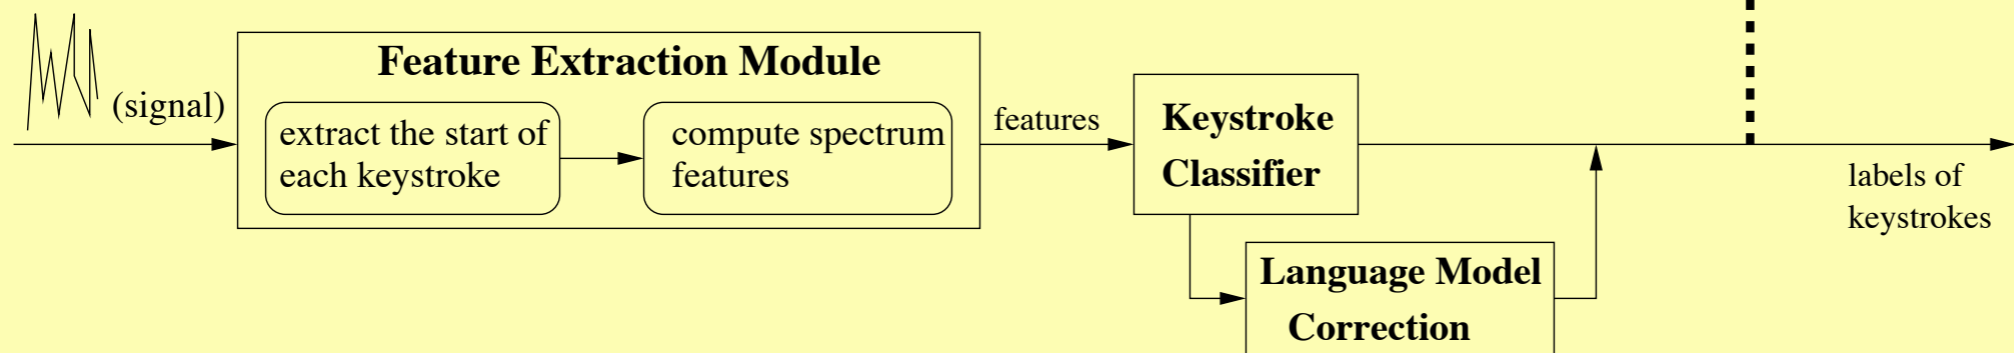 (signal)
Feature Extraction Module
extract the start of
each keystroke
compute spectrum
features
features
Keystroke
Classifier
Language Model
Correction
labels of
keystrokes